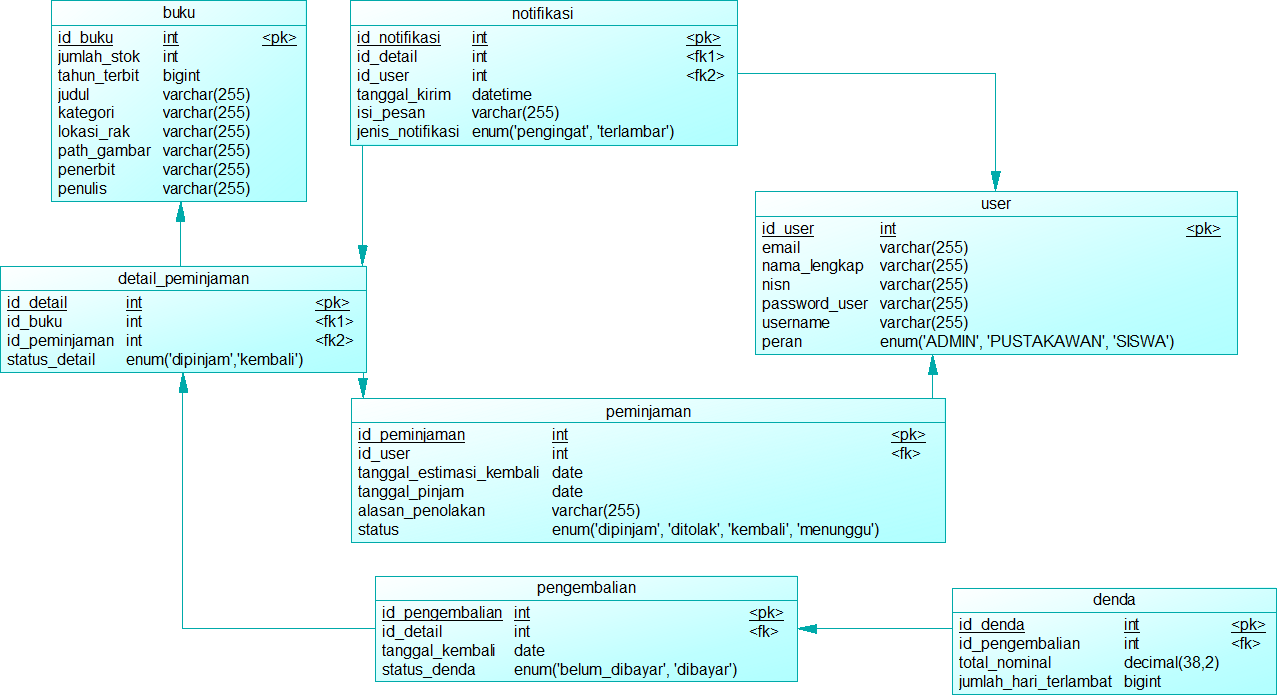 buku
id_buku int <pk>
jumlah_stok int
tahun_terbit bigint
judul varchar(255)
kategori varchar(255)
lokasi_rak varchar(255)
path_gambar varchar(255)
penerbit varchar(255)
penulis varchar(255)
notifikasi
id_notifikasi int <pk>
id_detail int <fk1>
id_user int <fk2>
tanggal_kirim datetime
isi_pesan varchar(255)
jenis_notifikasi enum('pengingat', 'terlambar')
user
id_user int <pk>
email varchar(255)
nama_lengkap varchar(255)
nisn varchar(255)
password_user varchar(255)
username varchar(255)
peran enum('ADMIN', 'PUSTAKAWAN', 'SISWA')
detail_peminjaman
id_detail int <pk>
id_buku int <fk1>
id_peminjaman int <fk2>
status_detail enum('dipinjam','kembali')
peminjaman
id_peminjaman int <pk>
id_user int <fk>
tanggal_estimasi_kembali date
tanggal_pinjam date
alasan_penolakan varchar(255)
status enum('dipinjam', 'ditolak', 'kembali', 'menunggu')
pengembalian
id_pengembalian int <pk>
id_detail int <fk>
tanggal_kembali date
status_denda enum('belum_dibayar', 'dibayar')
denda
id_denda int <pk>
id_pengembalian int <fk>
total_nominal decimal(38,2)
jumlah_hari_terlambat bigint